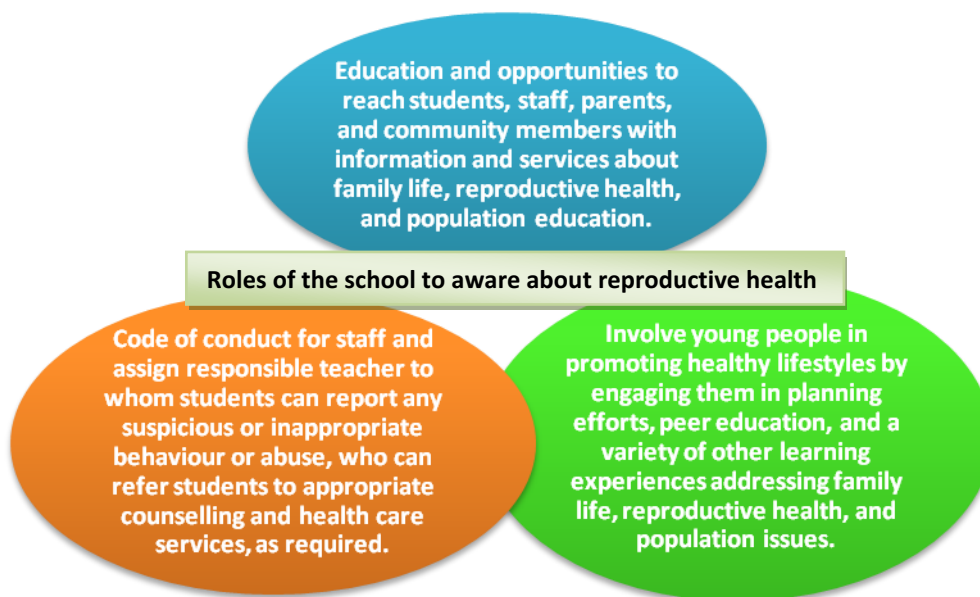 Education and opportunities to
reach students, staff, parents,
and community members with
information and services about
family life, reproductive health,
and population education.
Roles of the school to aware about reproductive health
Code of conduct for staff and
assign responsible teacher to
whom students can report any
suspicious or inappropriate
behaviour or abuse, who can
refer students to appropriate
counselling and health care
services, as required.
Involve young people in
promoting healthy lifestyles by
engaging them in planning
efforts, peer education, and a
variety of other learning
experiences addressing family
life, reproductive health, and
population issues.